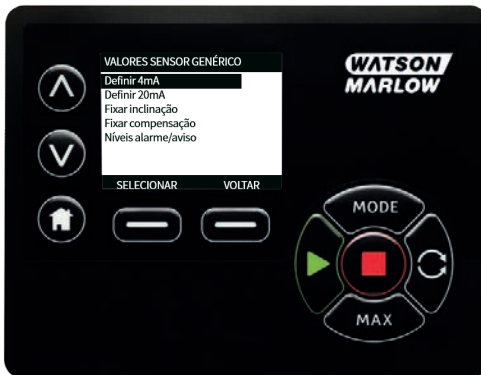 VALORES SENSOR GENÉRICO
Definir 4mA
Definir 20mA
Fixar inclinação
Fixar compensação
Níveis alarme/aviso
SELECIONAR VOLTAR
WATSON
MARLOW
MODE
MAX